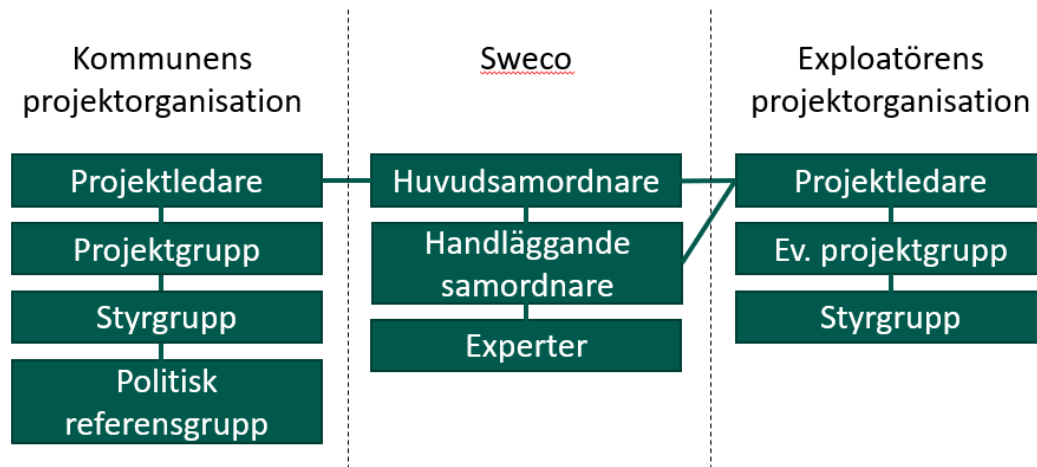 Kommunens
projektorganisation
Projektledare
Projektgrupp
Styrgrupp
Politisk
referensgrupp
Sweco
Huvudsamordnare
Handläggande
samordnare
Experter
Exploatörens
projektorganisation
Projektledare
Ev. projektgrupp
Styrgrupp